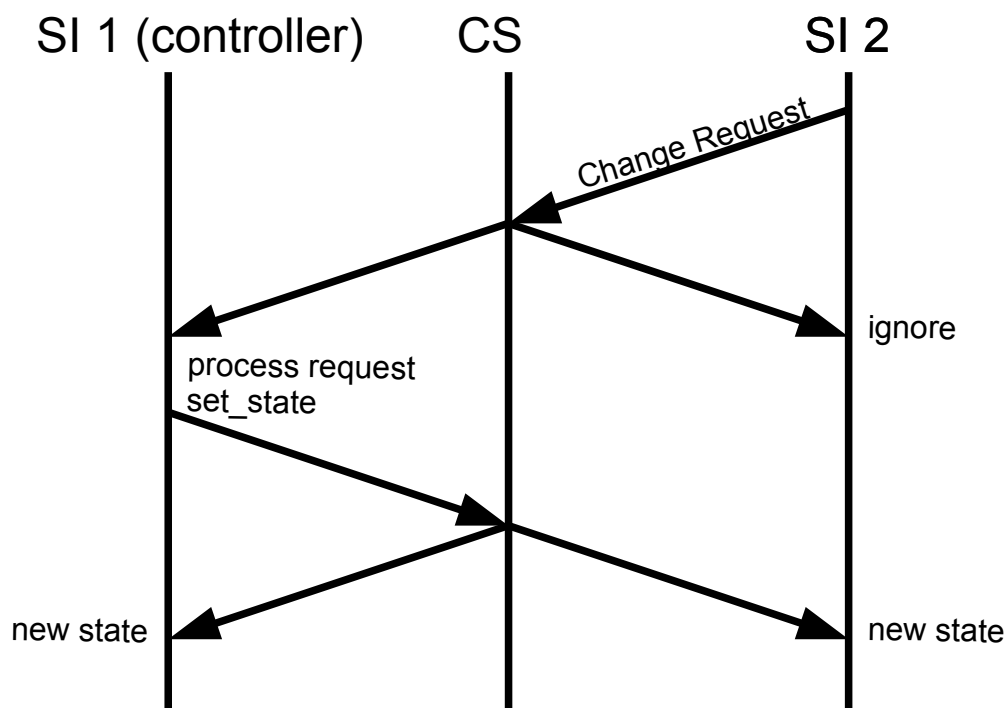 SI 1 (controller)
CS
SI 2
Change Request
ignore
process request
set_state
new state
new state